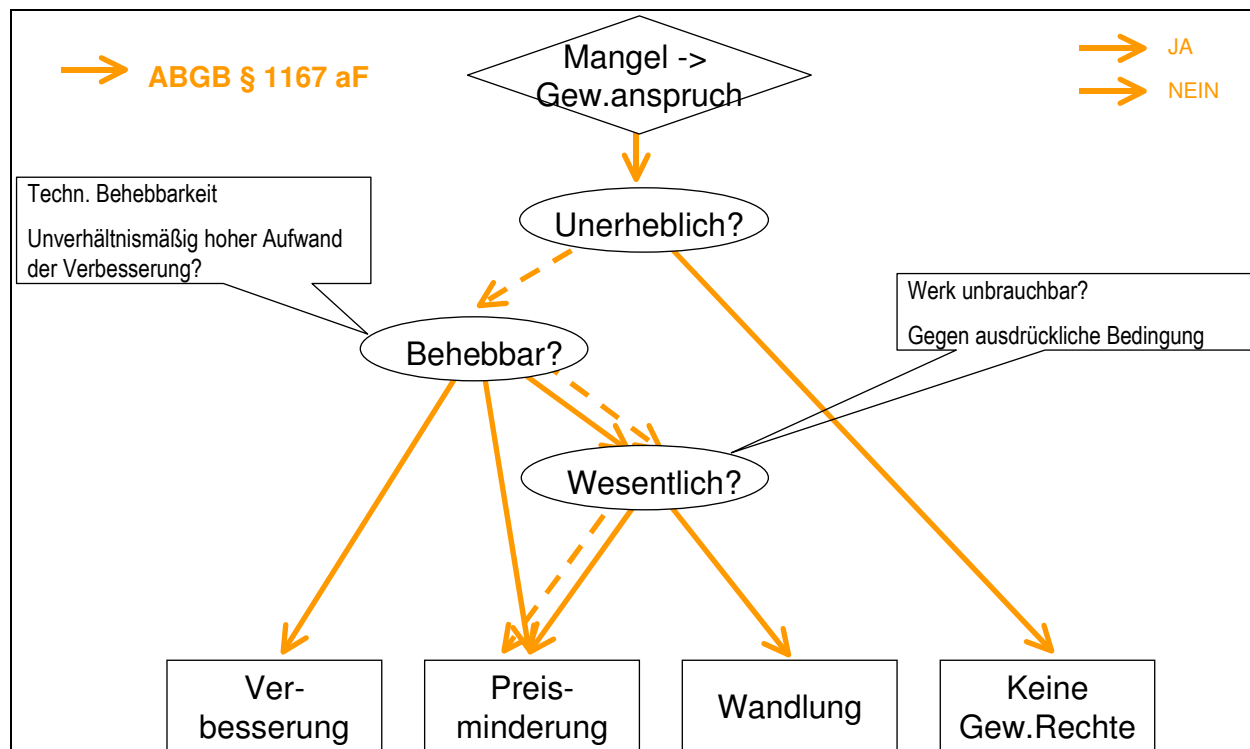 ABGB § 1167 aF
Mangel ->
Gew.anspruch
JA
NEIN
Techn. Behebbarkeit
Unverhältnismäßig hoher Aufwand
der Verbesserung?
Unerheblich?
Werk unbrauchbar?
Gegen ausdrückliche Bedingung
Behebbar?
Wesentlich?
Ver-
besserung
Preis-
minderung
Wandlung
Keine
Gew.Rechte